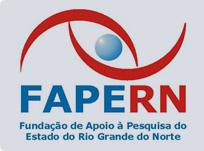 FAPERN
Fundação de Apoio à Pesquisa do
Estado do Rio Grande do Norte